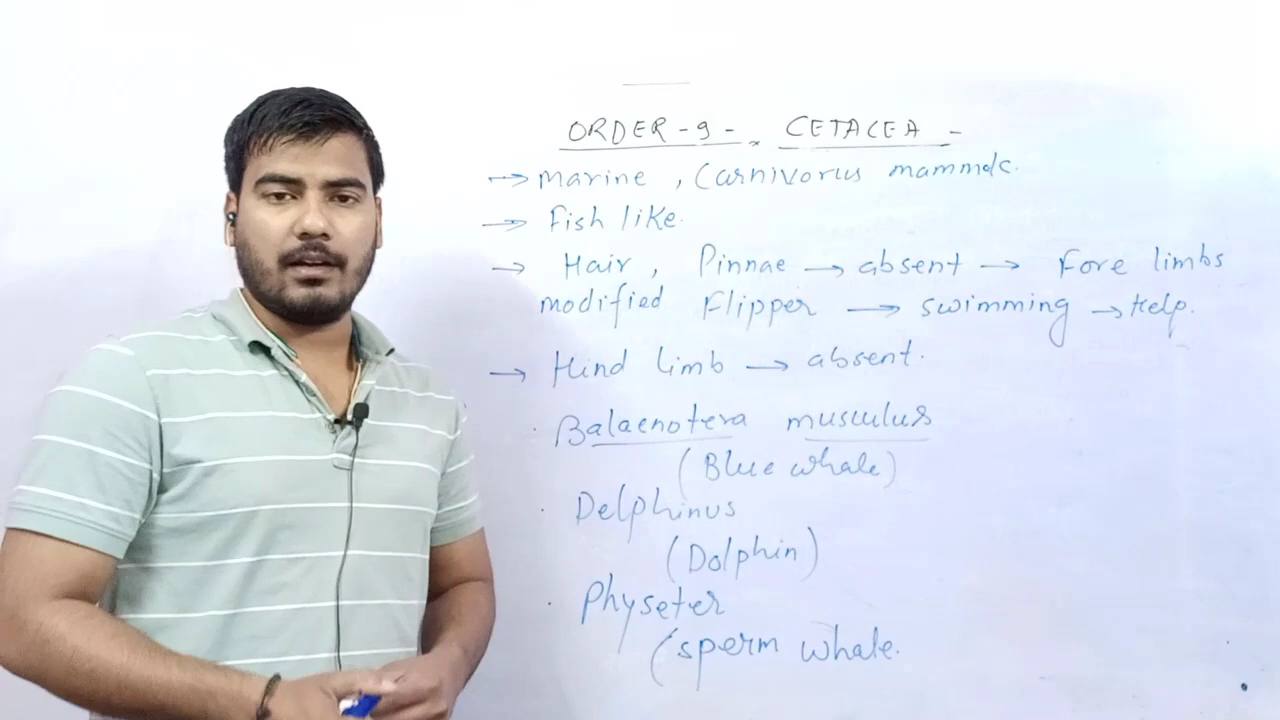 ORDER - 9 - CETACEA -
→ Marine , Carnivorus mammals.
→ Fish like.
→ Hair , Pinnae → absent → Fore limbs
modified Flipper → swimming → Help.
→ Hind limb → absent.
· Balaenotera musculus
(Blue whale)
· Delphinus
(Dolphin)
· Physeter
(sperm whale.